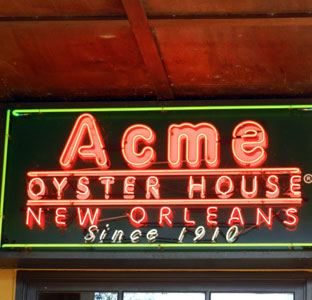 Acme
OYSTER HOUSE®
NEW ORLEANS
Since 1910